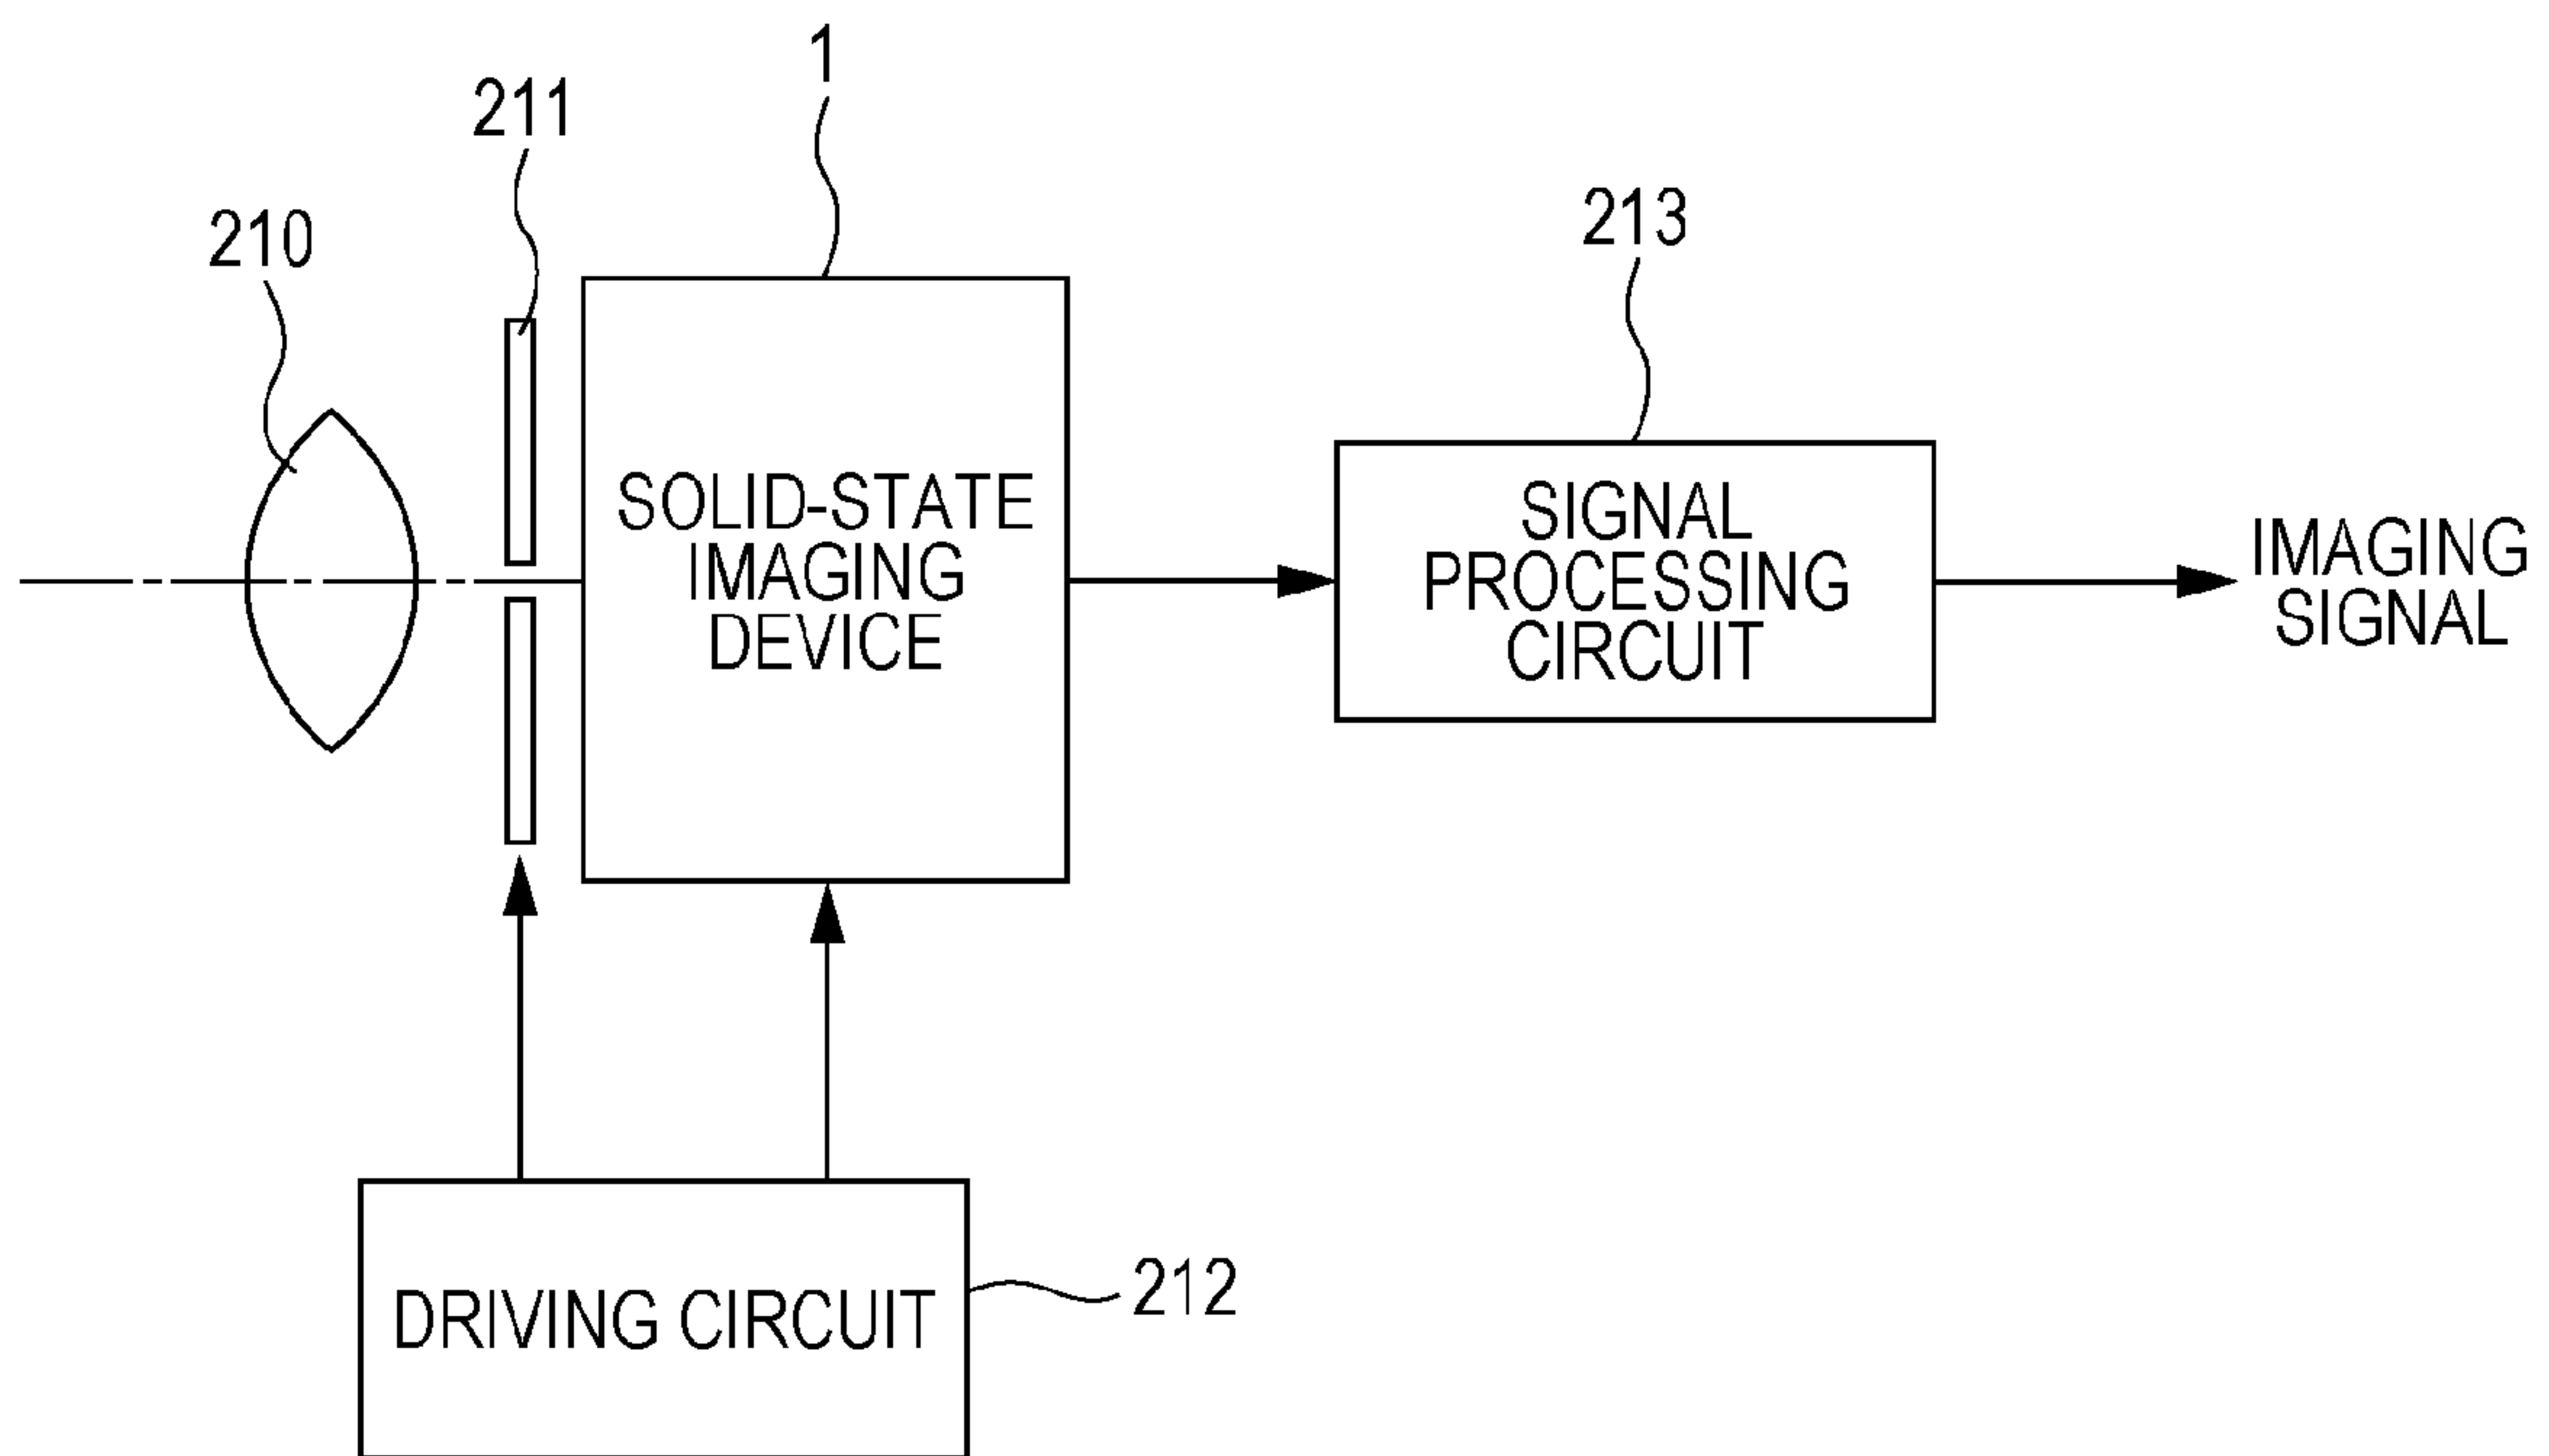 1
211
210
213
SOLID-STATE
IMAGING
DEVICE
SIGNAL
PROCESSING
CIRCUIT
IMAGING
SIGNAL
DRIVING CIRCUIT
212